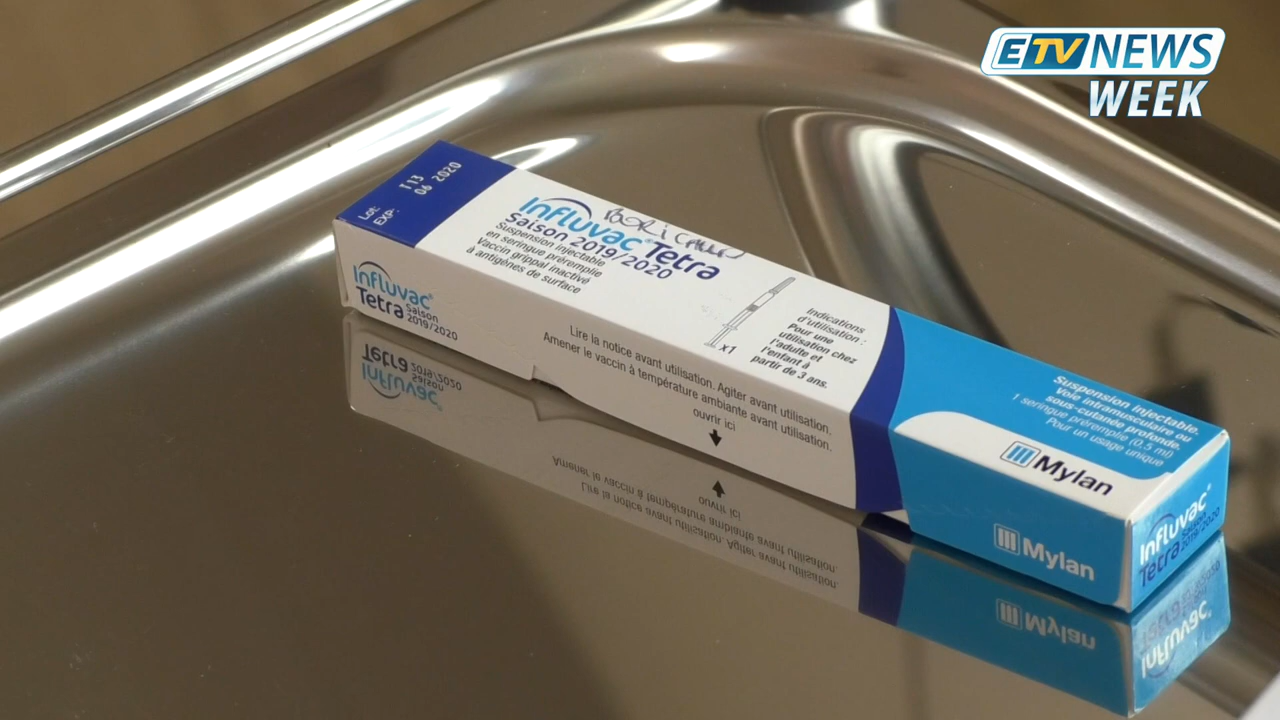 ETV NEWS
WEEK
Lot: T13
EXP: 06 2020
Influvac® Tetra
Saison 2019/2020
Suspension injectable
en seringue préremplie
Vaccin grippal inactivé
à antigènes de surface
x1
Indications
d'utilisation :
Pour une
utilisation chez
l'adulte et
l'enfant à
partir de 3 ans.
Suspension injectable.
Voie intramusculaire ou
sous-cutanée profonde.
1 seringue préremplie (0.5 ml)
Pour un usage unique
Mylan
Influvac®
Tetra Saison
2019/2020
Lire la notice avant utilisation. Agiter avant utilisation.
Amener le vaccin à température ambiante avant utilisation.
ouvrir ici
Mylan
Influvac®
Tetra Saison
2019/2020